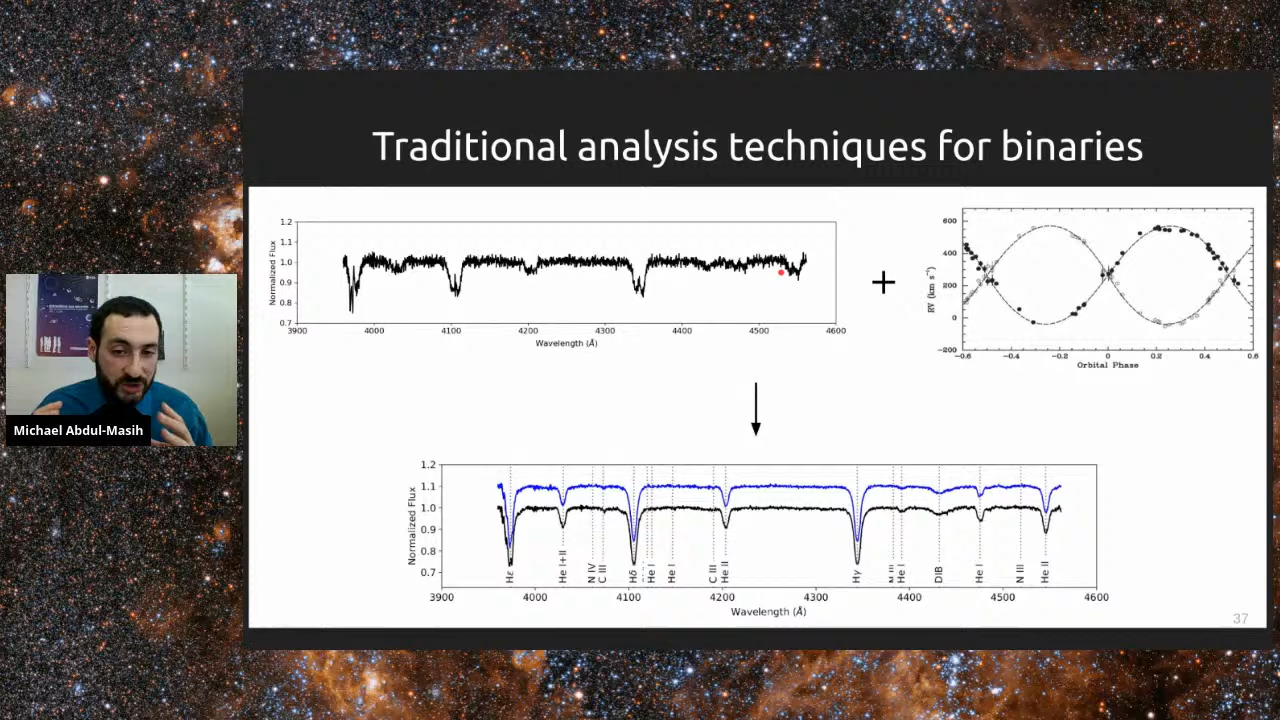 Traditional analysis techniques for binaries
1.2
1.1
1.0
0.9
0.8
0.7
Normalized Flux
3900 4000 4100 4200 4300 4400 4500 4600
Wavelength (Å)
+
600
400
200
0
−200
RV (km s⁻¹)
−0.6 −0.4 −0.2 0 0.2 0.4 0.6
Orbital Phase
Michael Abdul-Masih
1.2
1.1
1.0
0.9
0.8
0.7
Normalized Flux
Hε He I+II N IV C III Hδ He I He I C III He II Hγ He I DIB He I N III He II
3900 4000 4100 4200 4300 4400 4500 4600
Wavelength (Å)
37